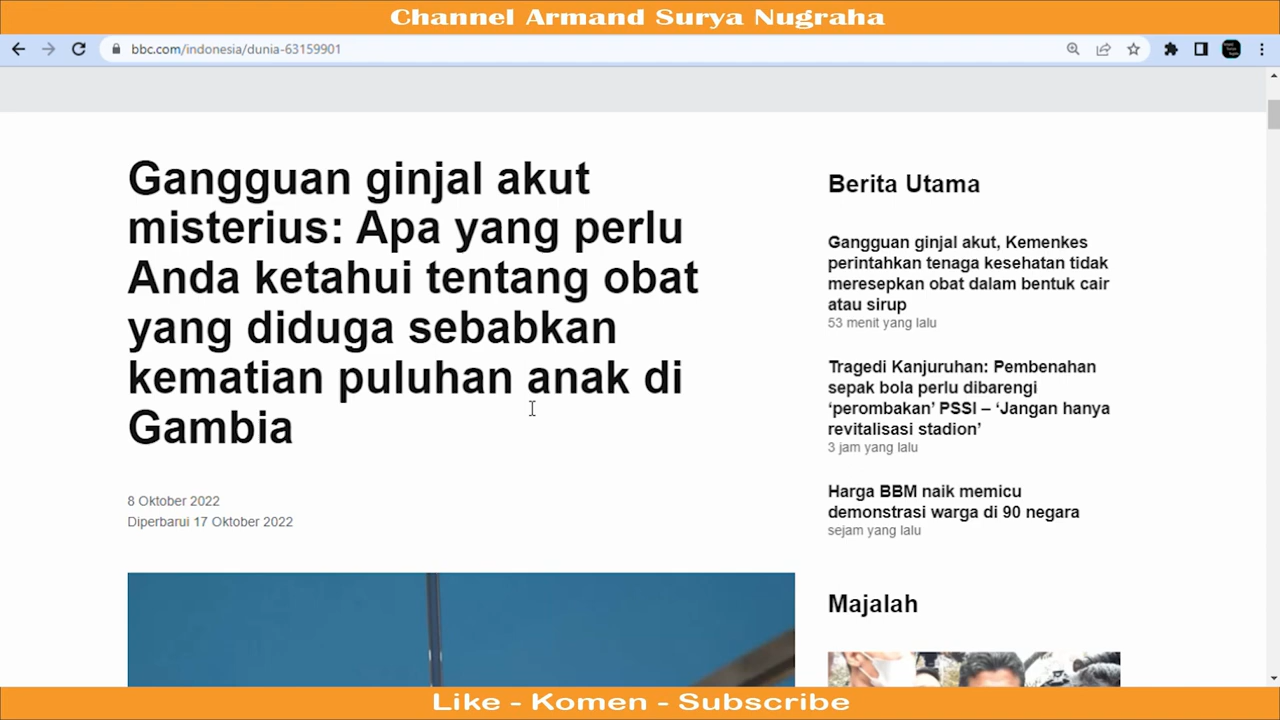 Channel Armand Surya Nugraha
bbc.com/indonesia/dunia-63159901
Gangguan ginjal akut
misterius: Apa yang perlu
Anda ketahui tentang obat
yang diduga sebabkan
kematian puluhan anak di
Gambia
8 Oktober 2022
Diperbarui 17 Oktober 2022
Berita Utama
Gangguan ginjal akut, Kemenkes
perintahkan tenaga kesehatan tidak
meresepkan obat dalam bentuk cair
atau sirup
53 menit yang lalu
Tragedi Kanjuruhan: Pembenahan
sepak bola perlu dibarengi
‘perombakan’ PSSI – ‘Jangan hanya
revitalisasi stadion’
3 jam yang lalu
Harga BBM naik memicu
demonstrasi warga di 90 negara
sejam yang lalu
Majalah
Like - Komen - Subscribe